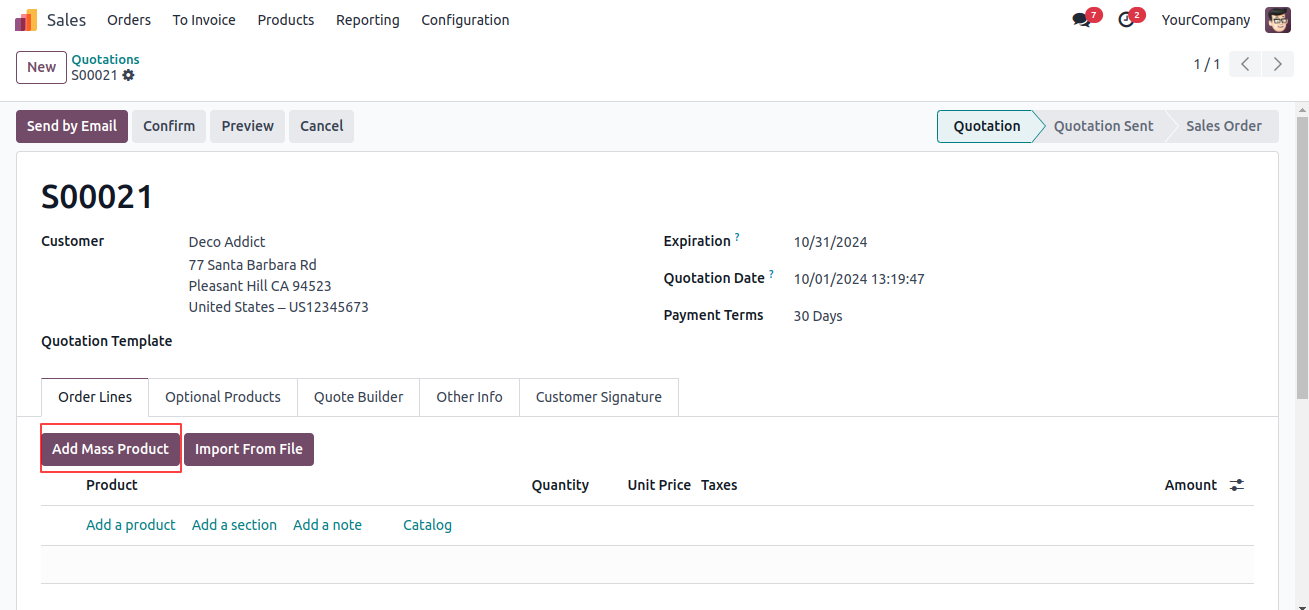 Sales Orders To Invoice Products Reporting Configuration 7 2 YourCompany
New Quotations
S00021 1 / 1
Send by Email Confirm Preview Cancel Quotation Quotation Sent Sales Order
S00021
Customer Deco Addict Expiration ? 10/31/2024
77 Santa Barbara Rd
Pleasant Hill CA 94523 Quotation Date ? 10/01/2024 13:19:47
United States – US12345673 Payment Terms 30 Days
Quotation Template
Order Lines Optional Products Quote Builder Other Info Customer Signature
Add Mass Product Import From File
Product Quantity Unit Price Taxes Amount
Add a product Add a section Add a note Catalog